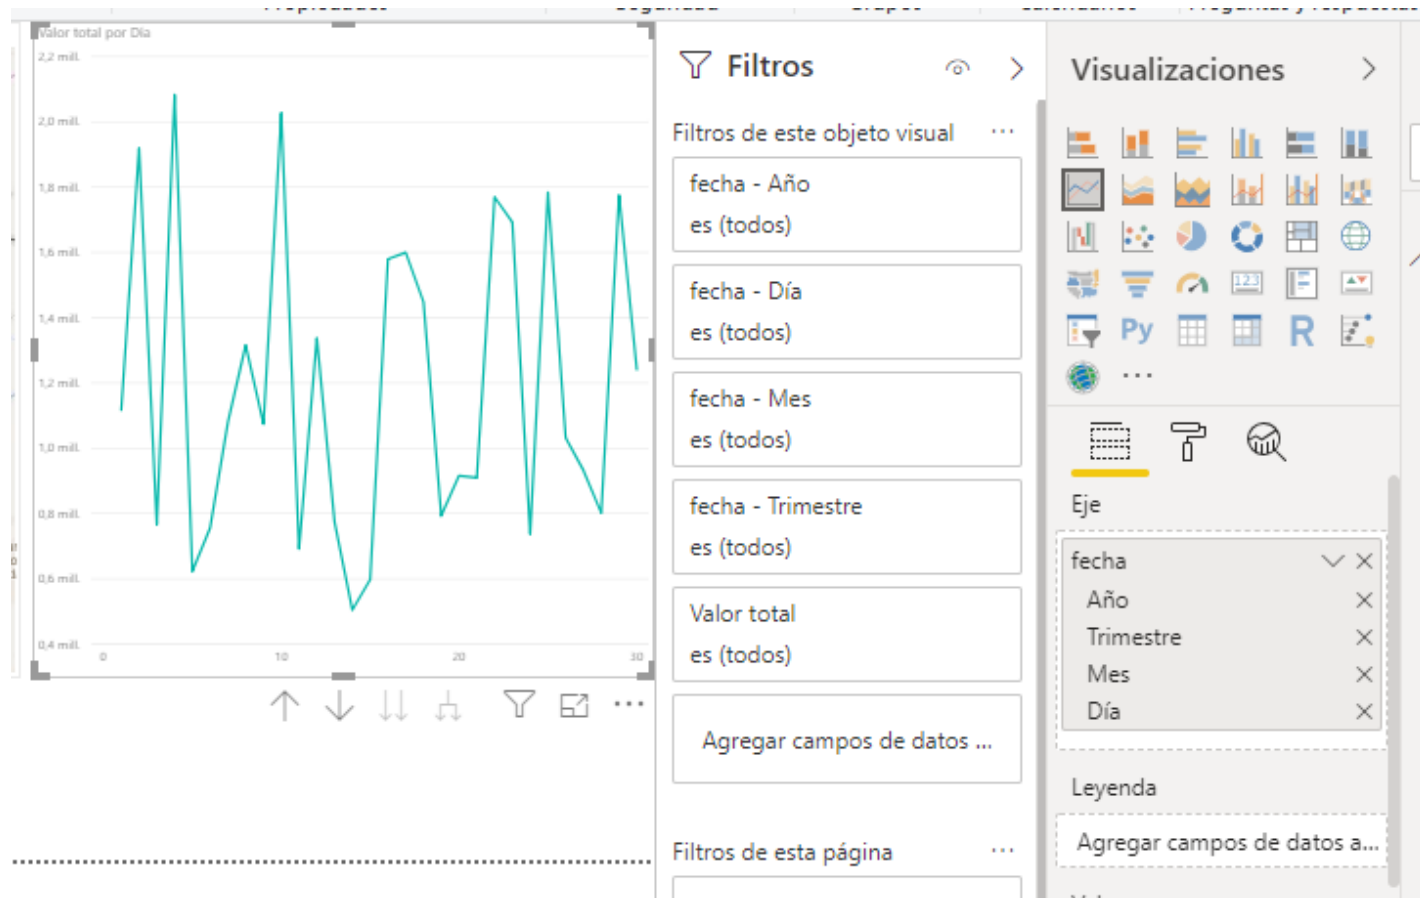 Valor total por Día
2,2 mill.
2,0 mill.
1,8 mill.
1,6 mill.
1,4 mill.
1,2 mill.
1,0 mill.
0,8 mill.
0,6 mill.
0,4 mill.
0 10 20 30
Filtros
Filtros de este objeto visual ...
fecha - Año
es (todos)
fecha - Día
es (todos)
fecha - Mes
es (todos)
fecha - Trimestre
es (todos)
Valor total
es (todos)
Agregar campos de datos ...
Filtros de esta página ...
Visualizaciones
123
Py
R
...
Eje
fecha
Año
Trimestre
Mes
Día
Leyenda
Agregar campos de datos a...